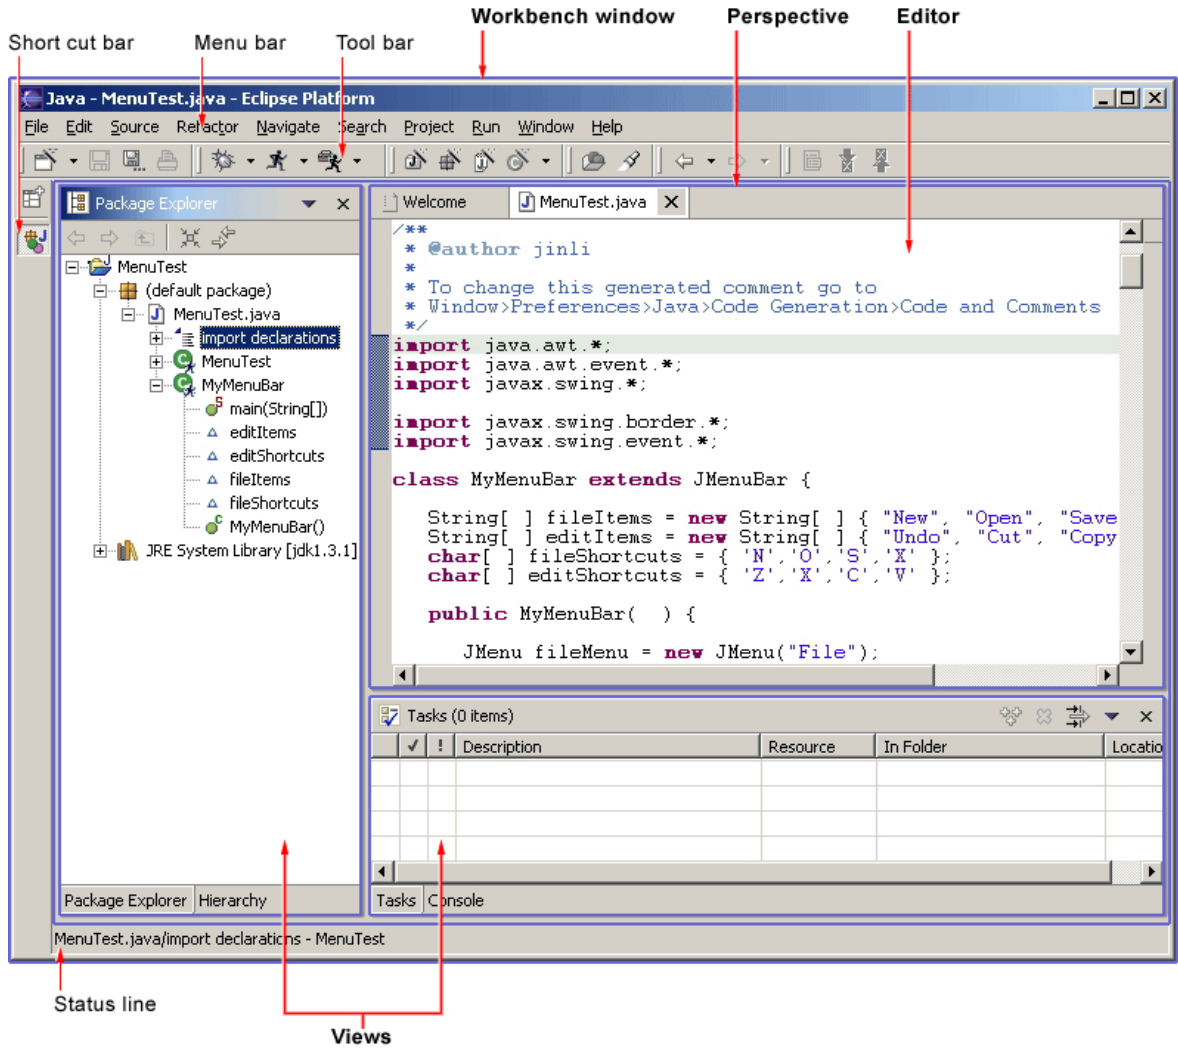 Workbench window Perspective Editor
Short cut bar Menu bar Tool bar
Java - MenuTest.java - Eclipse Platform
File Edit Source Refactor Navigate Search Project Run Window Help
Package Explorer
MenuTest
(default package)
MenuTest.java
import declarations
MenuTest
MyMenuBar
main(String[])
editItems
editShortcuts
fileItems
fileShortcuts
MyMenuBar()
JRE System Library [jdk1.3.1]
Package Explorer Hierarchy
Welcome MenuTest.java
/**
* @author jinli
*
* To change this generated comment go to
* Window>Preferences>Java>Code Generation>Code and Comments
*/
import java.awt.*;
import java.awt.event.*;
import javax.swing.*;
import javax.swing.border.*;
import javax.swing.event.*;
class MyMenuBar extends JMenuBar {
String[ ] fileItems = new String[ ] { "New", "Open", "Save
String[ ] editItems = new String[ ] { "Undo", "Cut", "Copy
char[ ] fileShortcuts = { 'N','O','S','X' };
char[ ] editShortcuts = { 'Z','X','C','V' };
public MyMenuBar( ) {
JMenu fileMenu = new JMenu("File");
Tasks (0 items)
! Description Resource In Folder Locatio
Tasks Console
MenuTest.java/import declarations - MenuTest
Status line
Views